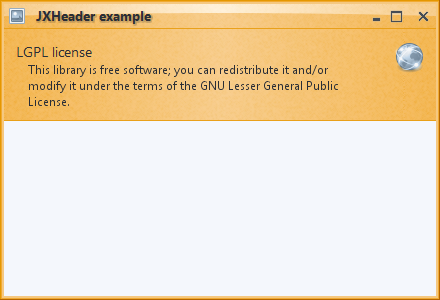 JXHeader example
LGPL license
This library is free software; you can redistribute it and/or
modify it under the terms of the GNU Lesser General Public
License.